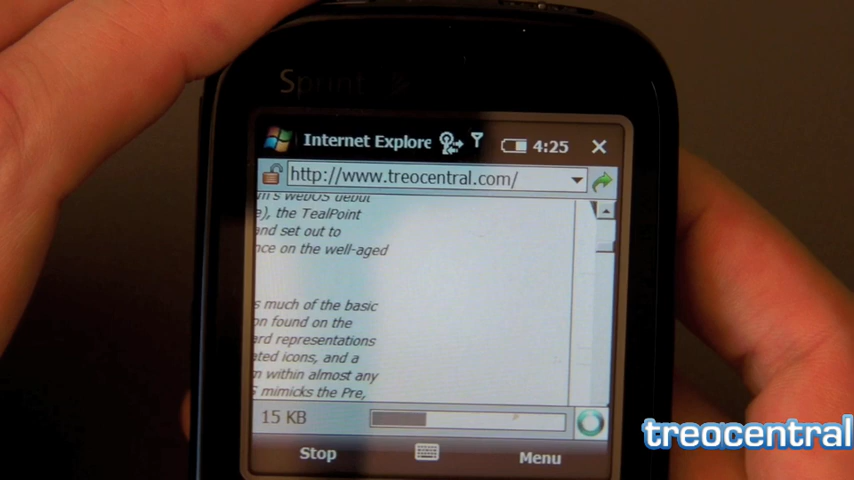 Sprint
Internet Explore
4:25
http://www.treocentral.com/
m's webOS debut
e), the TealPoint
and set out to
nce on the well-aged
s much of the basic
on found on the
ard representations
ated icons, and a
m within almost any
S mimicks the Pre,
15 KB
Stop
Menu
treocentral